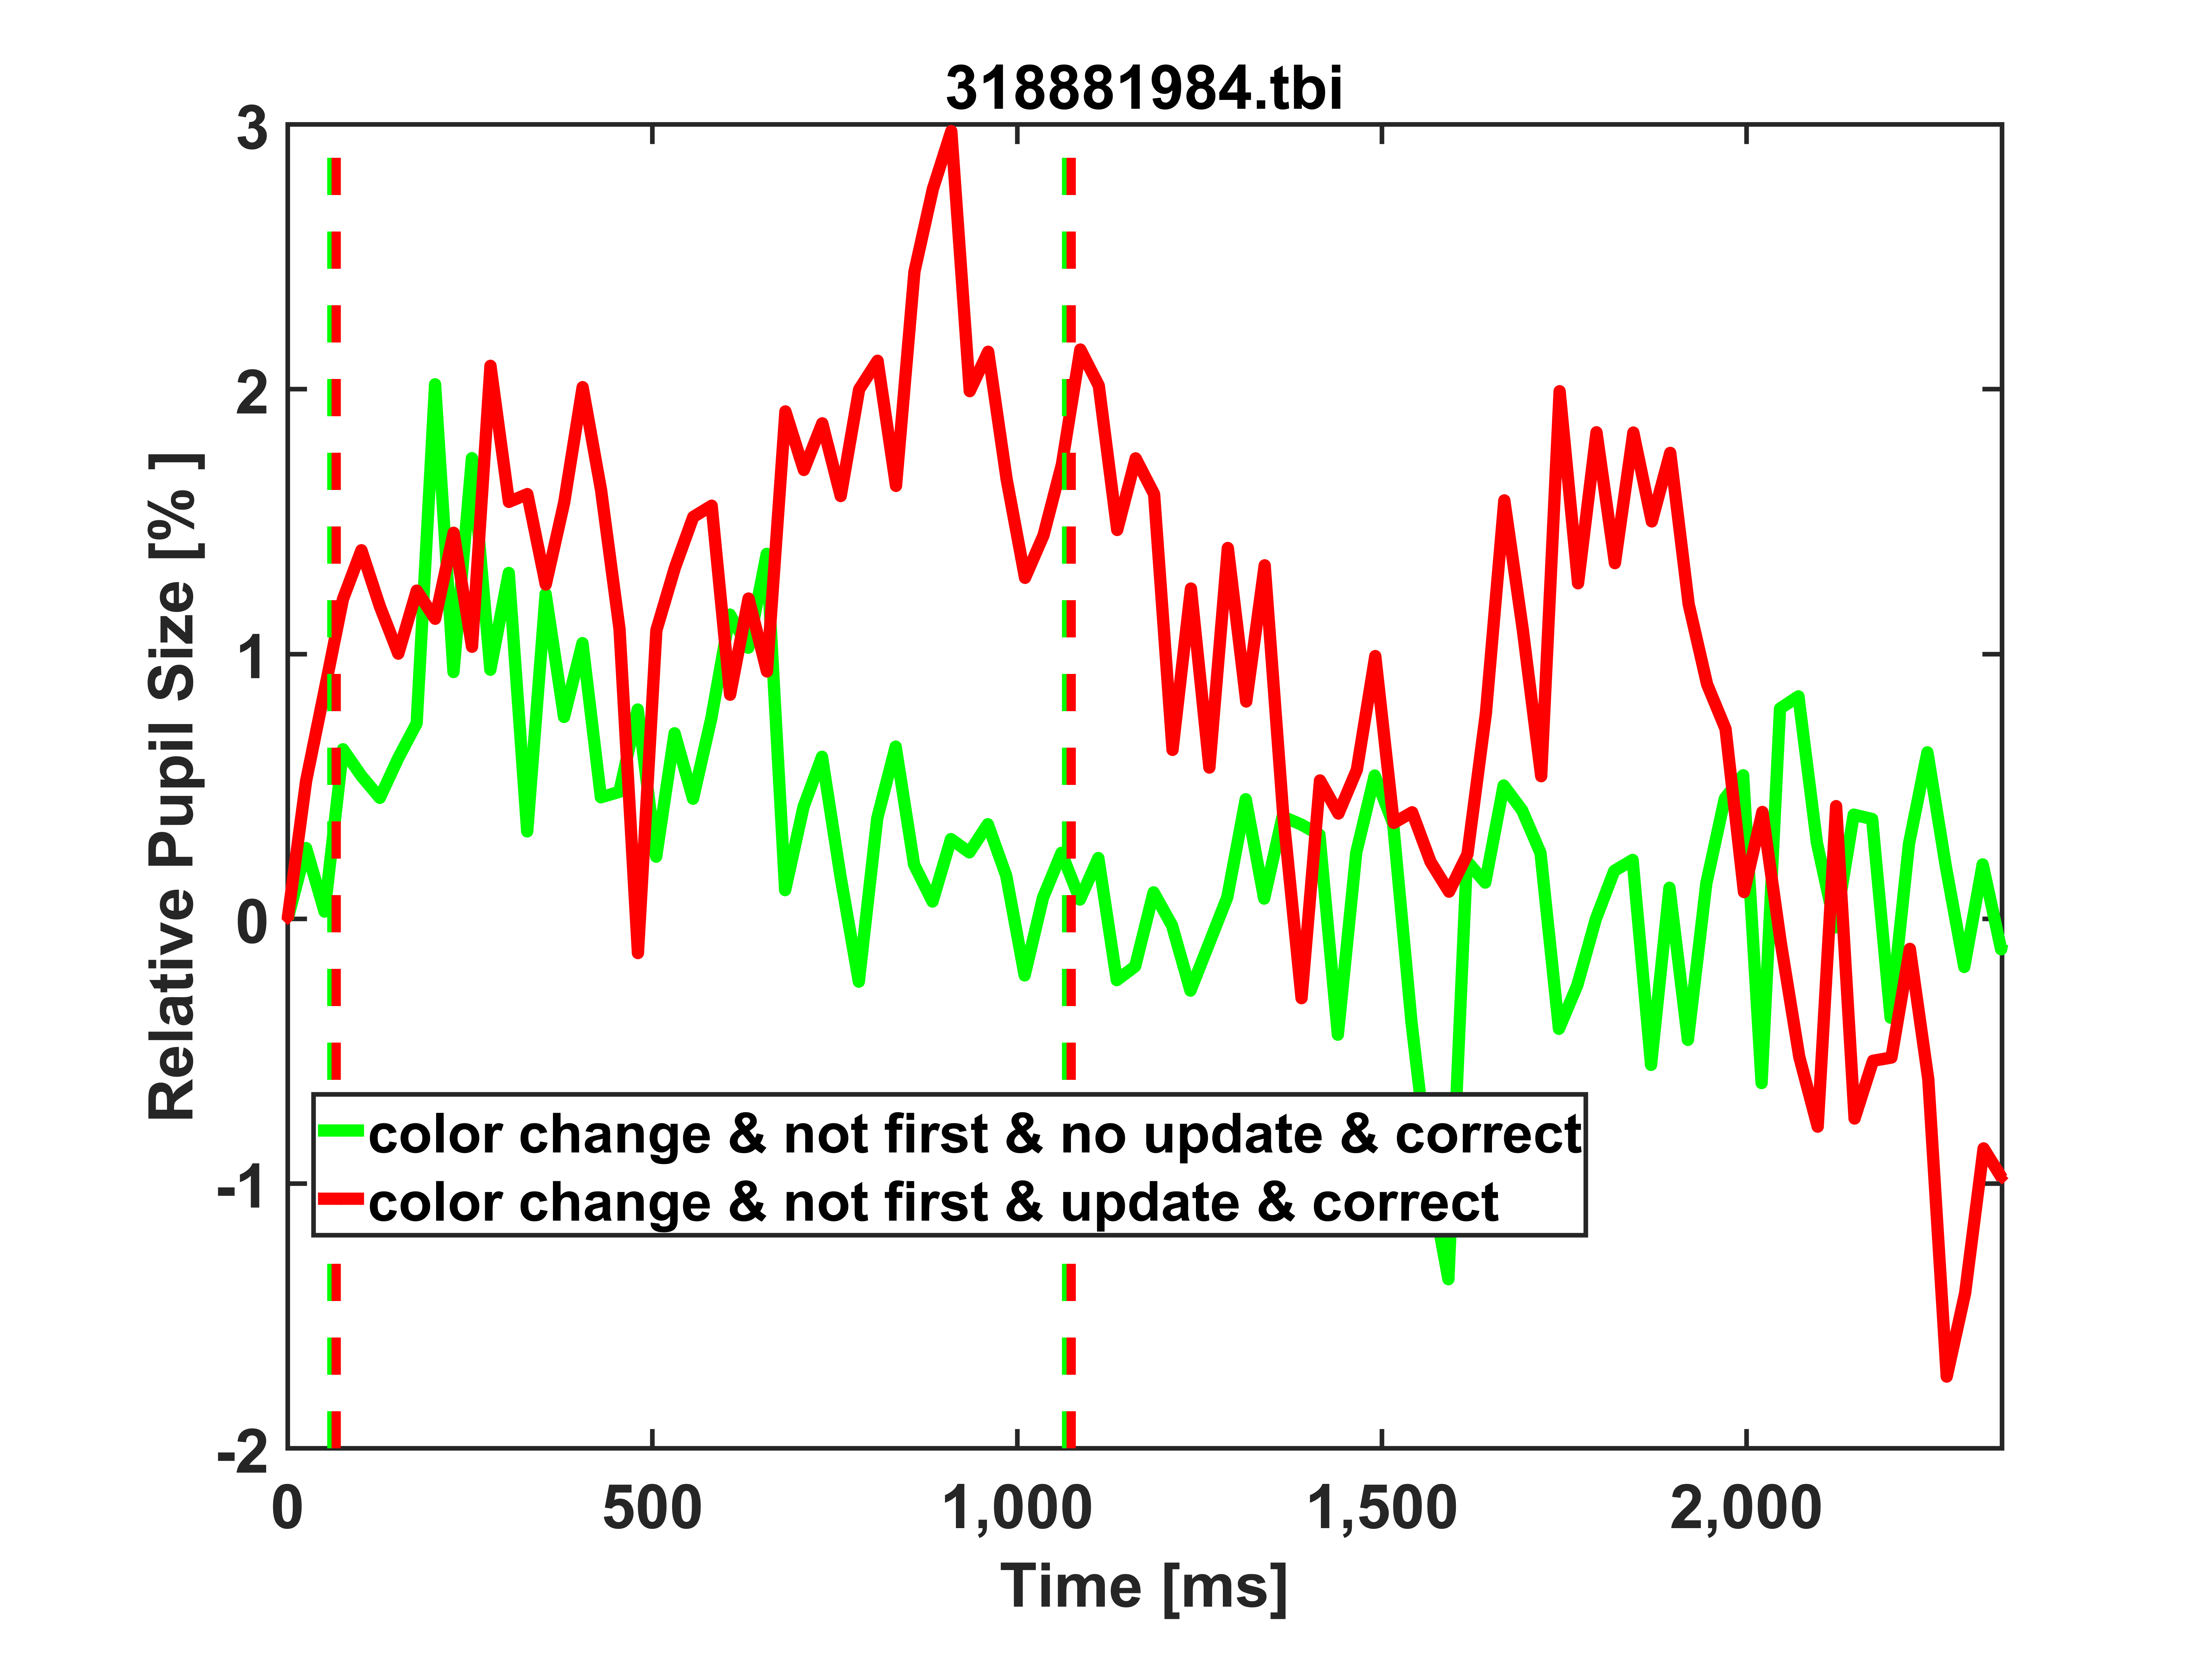 318881984.tbi
3
2
1
0
-1
-2
Relative Pupil Size [% ]
color change & not first & no update & correct
color change & not first & update & correct
0 500 1,000 1,500 2,000
Time [ms]